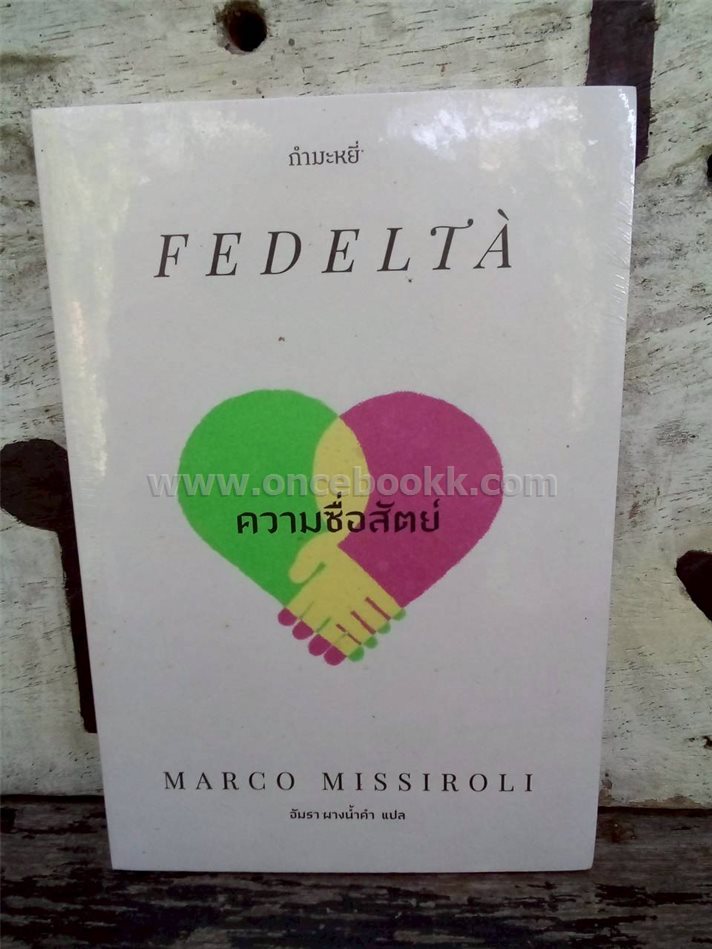 กำมะหยี่
FEDELTÀ
www.oncebookk.com
ความซื่อสัตย์
MARCO MISSIROLI
อัมรา ผางน้ำคำ แปล